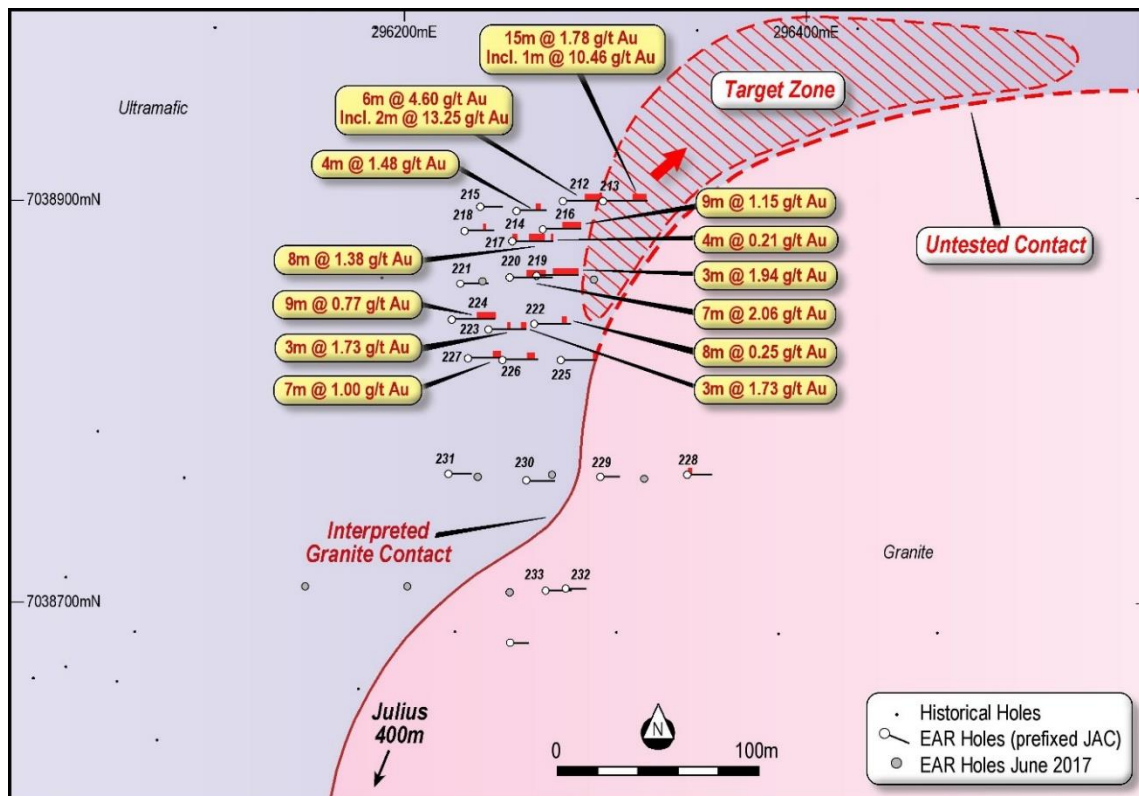 296200mE
296400mE
15m @ 1.78 g/t Au
Incl. 1m @ 10.46 g/t Au
Target Zone
Ultramafic
6m @ 4.60 g/t Au
Incl. 2m @ 13.25 g/t Au
4m @ 1.48 g/t Au
7038900mN
215
212
213
9m @ 1.15 g/t Au
218
214
216
217
4m @ 0.21 g/t Au
Untested Contact
8m @ 1.38 g/t Au
221
220
219
3m @ 1.94 g/t Au
9m @ 0.77 g/t Au
224
222
7m @ 2.06 g/t Au
223
3m @ 1.73 g/t Au
8m @ 0.25 g/t Au
227
226
225
7m @ 1.00 g/t Au
3m @ 1.73 g/t Au
231
230
229
228
Interpreted
Granite Contact
Granite
233
232
7038700mN
Julius
400m
N
0
100m
Historical Holes
EAR Holes (prefixed JAC)
EAR Holes June 2017